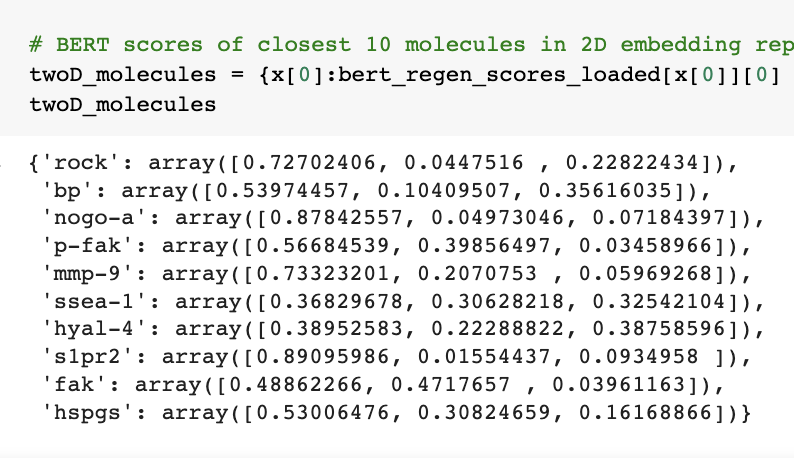 # BERT scores of closest 10 molecules in 2D embedding rep
twoD_molecules = {x[0]:bert_regen_scores_loaded[x[0]][0]
twoD_molecules
{'rock': array([0.72702406, 0.0447516 , 0.22822434]),
'bp': array([0.53974457, 0.10409507, 0.35616035]),
'nogo-a': array([0.87842557, 0.04973046, 0.07184397]),
'p-fak': array([0.56684539, 0.39856497, 0.03458966]),
'mmp-9': array([0.73323201, 0.2070753 , 0.05969268]),
'ssea-1': array([0.36829678, 0.30628218, 0.32542104]),
'hyal-4': array([0.38952583, 0.22288822, 0.38758596]),
's1pr2': array([0.89095986, 0.01554437, 0.0934958 ]),
'fak': array([0.48862266, 0.4717657 , 0.03961163]),
'hspgs': array([0.53006476, 0.30824659, 0.16168866])}